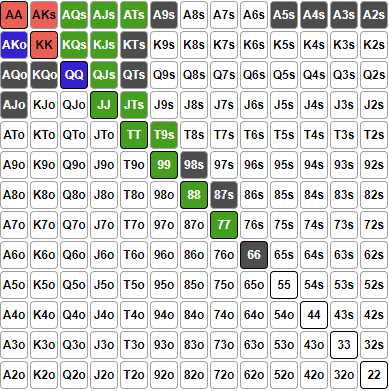 AA AKs AQs AJs ATs A9s A8s A7s A6s A5s A4s A3s A2s
AKo KK KQs KJs KTs K9s K8s K7s K6s K5s K4s K3s K2s
AQo KQo QQ QJs QTs Q9s Q8s Q7s Q6s Q5s Q4s Q3s Q2s
AJo KJo QJo JJ JTs J9s J8s J7s J6s J5s J4s J3s J2s
ATo KTo QTo JTo TT T9s T8s T7s T6s T5s T4s T3s T2s
A9o K9o Q9o J9o T9o 99 98s 97s 96s 95s 94s 93s 92s
A8o K8o Q8o J8o T8o 98o 88 87s 86s 85s 84s 83s 82s
A7o K7o Q7o J7o T7o 97o 87o 77 76s 75s 74s 73s 72s
A6o K6o Q6o J6o T6o 96o 86o 76o 66 65s 64s 63s 62s
A5o K5o Q5o J5o T5o 95o 85o 75o 65o 55 54s 53s 52s
A4o K4o Q4o J4o T4o 94o 84o 74o 64o 54o 44 43s 42s
A3o K3o Q3o J3o T3o 93o 83o 73o 63o 53o 43o 33 32s
A2o K2o Q2o J2o T2o 92o 82o 72o 62o 52o 42o 32o 22